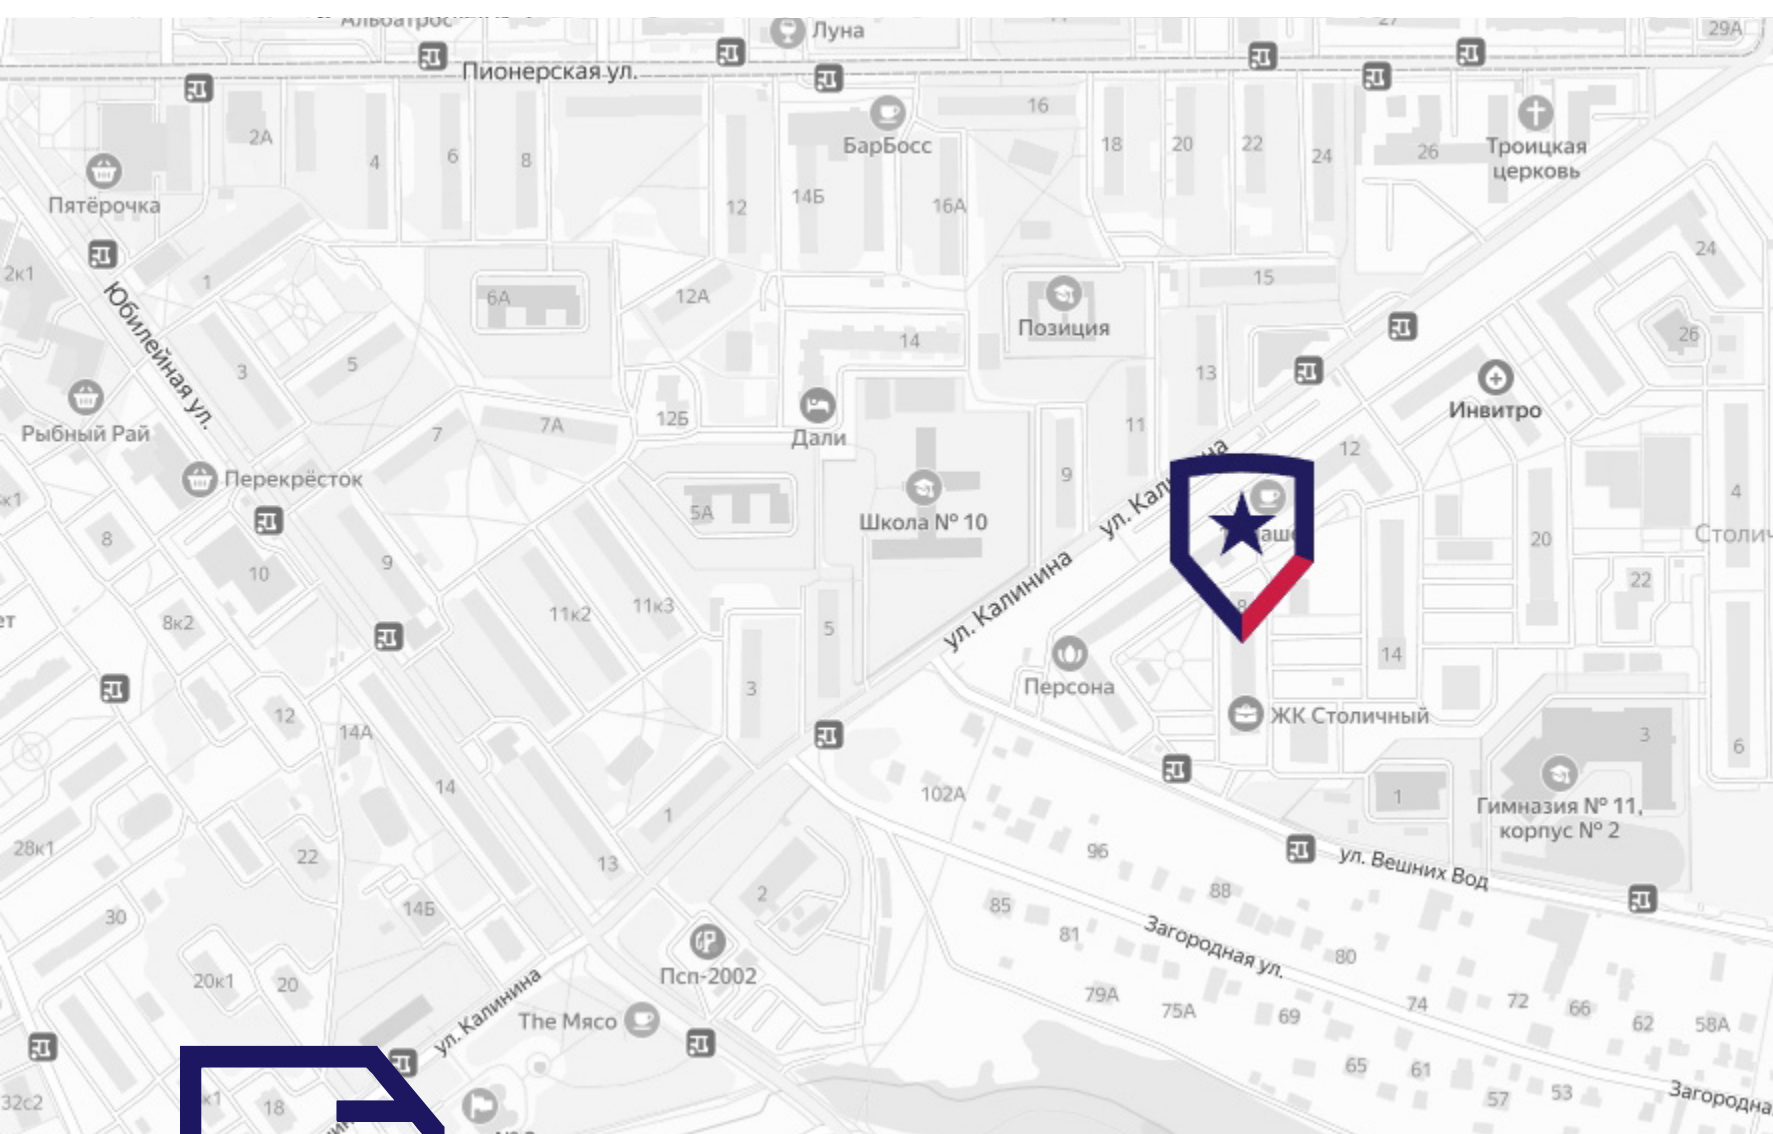 Альбатрос
Луна
27
29А
Пионерская ул.
16
2А
БарБосс
18
20
22
24
26
Троицкая
церковь
4
6
8
12
14Б
16А
Пятёрочка
24
2к1
1
15
6А
12А
Юбилейная ул.
Позиция
14
26
3
5
13
Инвитро
12Б
7А
7
Рыбный Рай
Дали
11
12
ул. Калинина
Перекрёсток
9
4
5А
Школа № 10
20
Столич
8
10
9
22
ул. Калинина
8к2
11к2
11к3
5
8
14
Персона
3
12
14А
ЖК Столичный
3
6
14
102А
1
Гимназия № 11,
корпус № 2
1
28к1
22
13
96
ул. Вешних Вод
2
88
14Б
30
85
81
Загородная ул.
80
Псп-2002
20к1
20
79А
75А
74
72
66
69
62
58А
ул. Калинина
The Мясо
65
61
57
53
Загородна
32с2
18